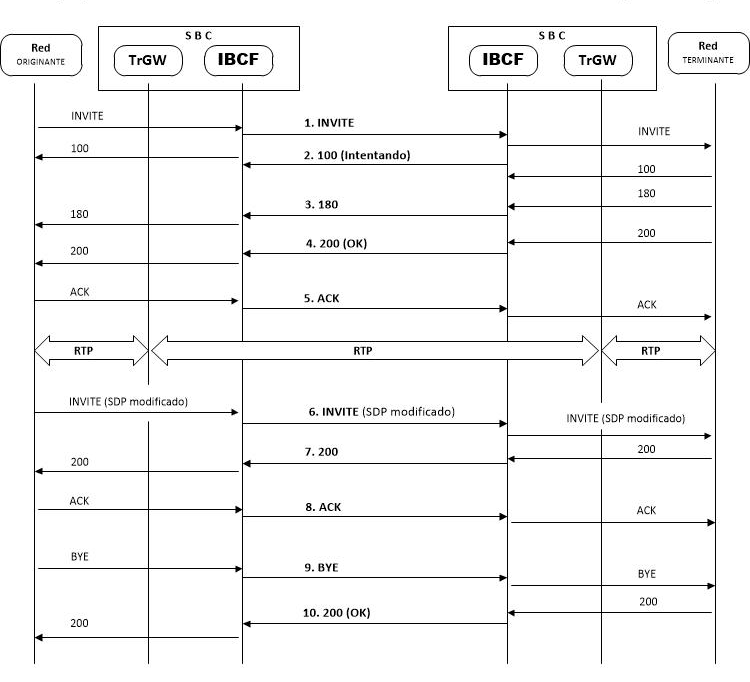 S B C
S B C
Red
ORIGINANTE
TrGW
IBCF
IBCF
TrGW
Red
TERMINANTE
INVITE
1. INVITE
INVITE
100
2. 100 (Intentando)
100
180
3. 180
180
200
4. 200 (OK)
200
ACK
5. ACK
ACK
RTP
RTP
RTP
INVITE (SDP modificado)
6. INVITE (SDP modificado)
INVITE (SDP modificado)
200
7. 200
200
ACK
8. ACK
ACK
BYE
9. BYE
BYE
200
10. 200 (OK)
200